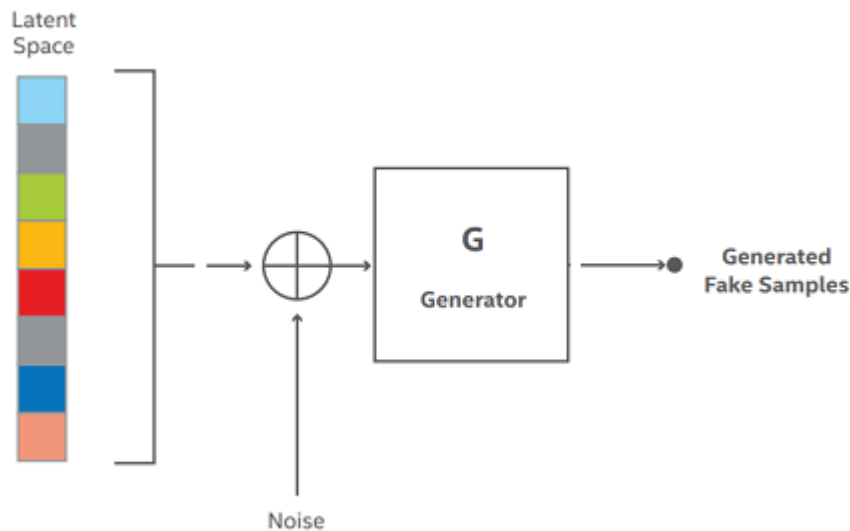 Latent
Space
G
Generator
Generated
Fake Samples
Noise